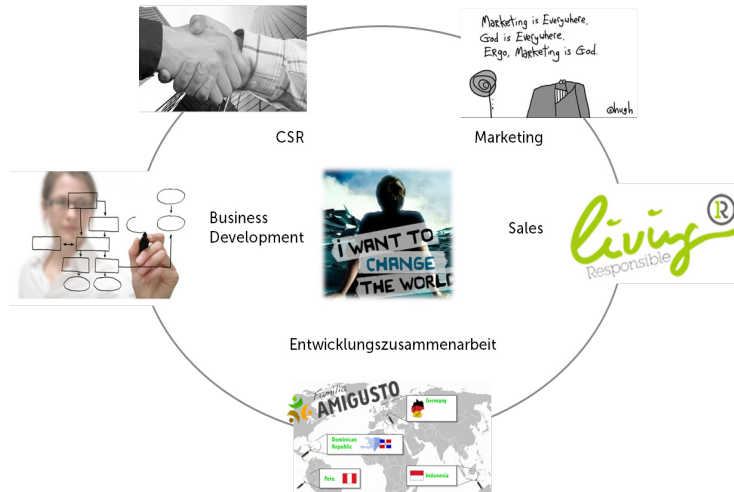 Marketing is Everywhere.
God is Everywhere.
Ergo, Marketing is God.
@hugh
CSR
Marketing
Business
Development
i WANT TO
CHANGE
THE WORLD
Sales
living
R
Responsible
Entwicklungszusammenarbeit
Familia
AMIGUSTO
Germany
Dominican
Republic
Peru
Indonesia